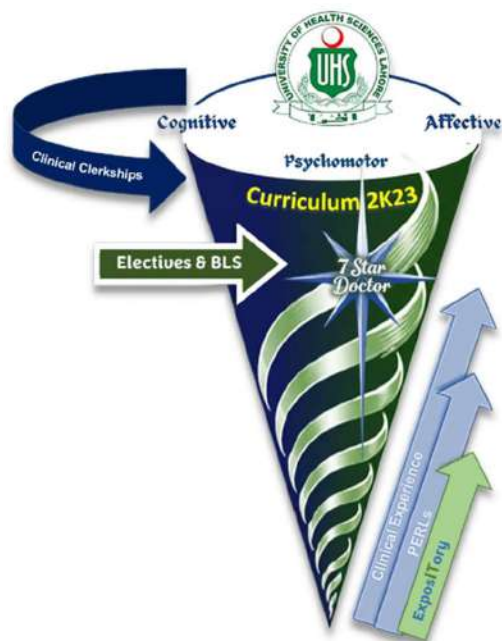 UNIVERSITY OF HEALTH SCIENCES LAHORE
UHS
Cognitive
Affective
Psychomotor
Clinical Clerkships
Curriculum 2K23
Electives & BLS
7 Star
Doctor
Clinical Experience
PERLs
ExposITory